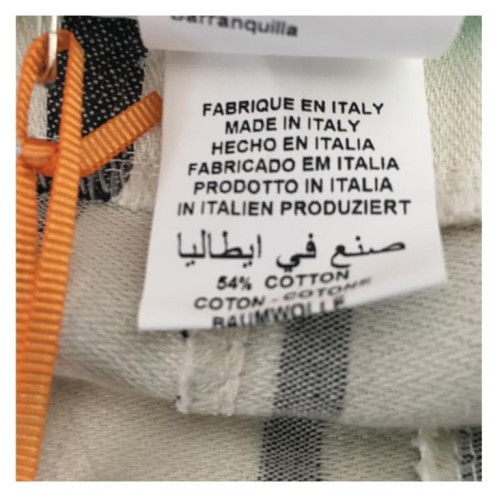 Barranquilla
FABRIQUE EN ITALY
MADE IN ITALY
HECHO EN ITALIA
FABRICADO EM ITALIA
PRODOTTO IN ITALIA
IN ITALIEN PRODUZIERT
صنع في ايطاليا
54% COTTON
COTON - COTONE
BAUMWOLLE